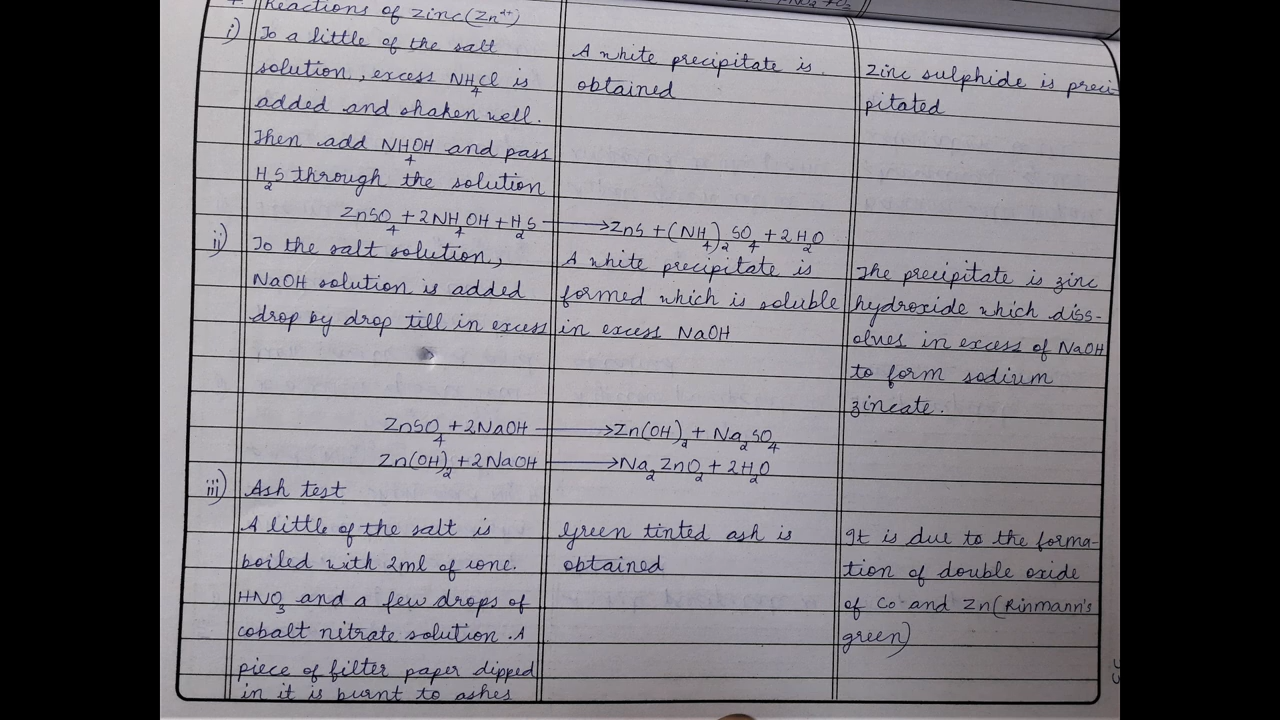 Reactions of Zinc (Zn²⁺)
i) To a little of the salt
solution, excess NH₄Cl is
added and shaken well.
Then add NH₄OH and pass
H₂S through the solution
A white precipitate is
obtained
Zinc sulphide is preci-
pitated
ZnSO₄ + 2NH₄OH + H₂S → ZnS + (NH₄)₂SO₄ + 2H₂O
ii) To the salt solution,
NaOH solution is added
drop by drop till in excess
A white precipitate is
formed which is soluble
in excess NaOH
The precipitate is zinc
hydroxide which diss-
olves in excess of NaOH
to form sodium
zincate.
ZnSO₄ + 2NaOH → Zn(OH)₂ + Na₂SO₄
Zn(OH)₂ + 2NaOH → Na₂ZnO₂ + 2H₂O
iii) Ash test
A little of the salt is
boiled with 2ml of conc.
HNO₃ and a few drops of
cobalt nitrate solution. A
piece of filter paper dipped
in it is burnt to ashes
Green tinted ash is
obtained
It is due to the forma-
tion of double oxide
of Co and Zn (Rinmann's
green)